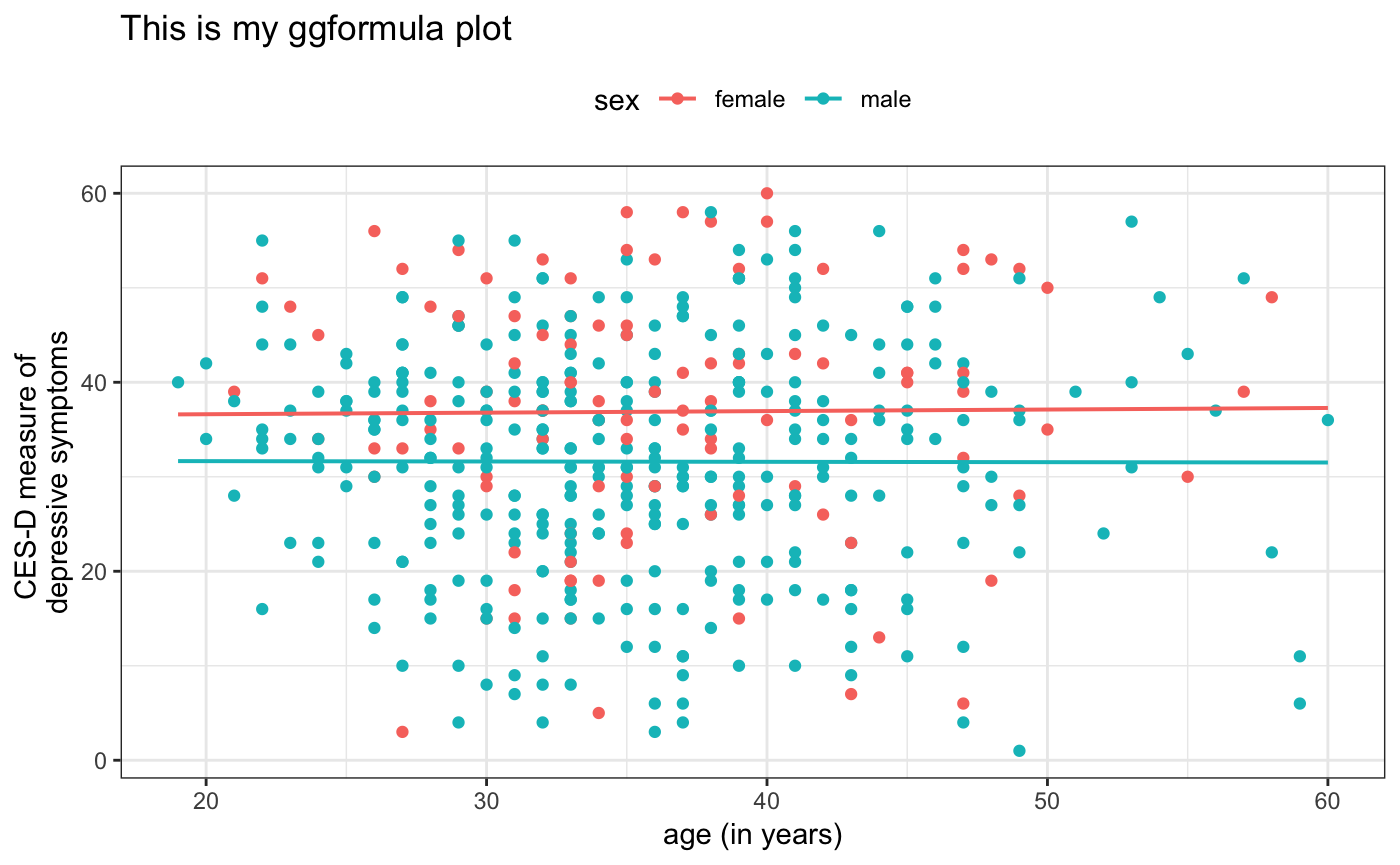 This is my ggformula plot
sex female male
CES-D measure of
depressive symptoms
60
40
20
0
20 30 40 50 60
age (in years)